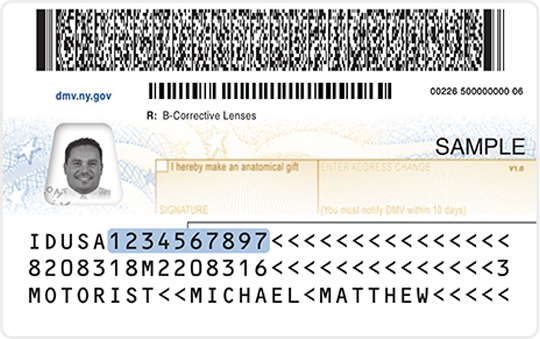 dmv.ny.gov
00226 500000000 06
R: B-Corrective Lenses
SAMPLE
I hereby make an anatomical gift
ENTER ADDRESS CHANGE V1.0
SIGNATURE
(You must notify DMV within 10 days)
IDUSA1234567897<<<<<<<<<<<<<<<
8208318M2208316<<<<<<<<<<<<<<3
MOTORIST<<MICHAEL<MATTHEW<<<<<